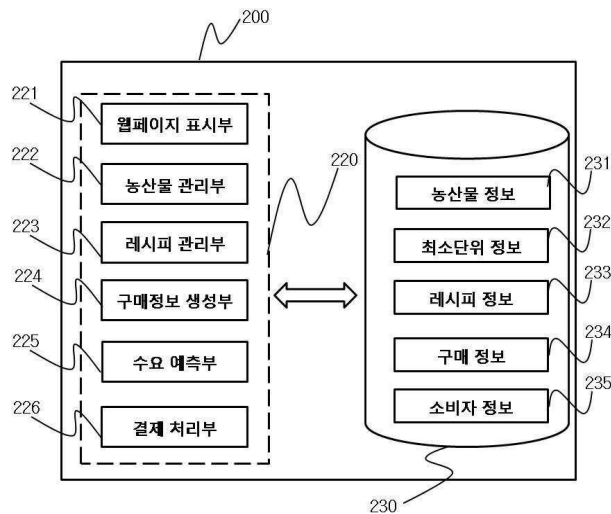 200
221
웹페이지 표시부
222
농산물 관리부
223
레시피 관리부
224
구매정보 생성부
225
수요 예측부
226
결제 처리부
220
농산물 정보
231
최소단위 정보
232
레시피 정보
233
구매 정보
234
소비자 정보
235
230